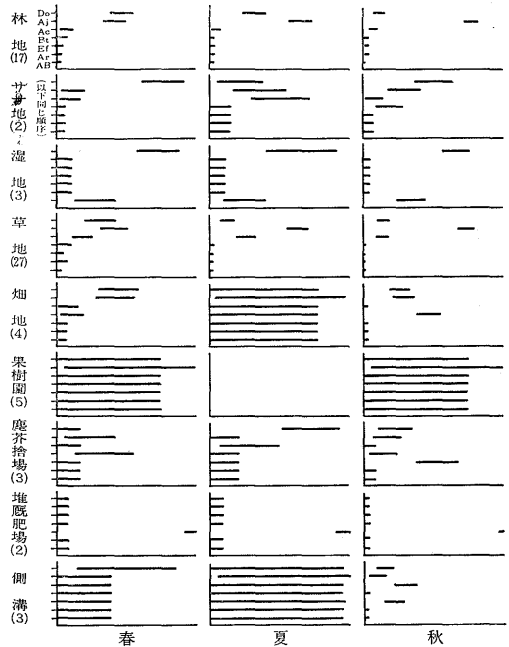 林地(17)
Do
Aj
Ac
Bt
Ef
Ar
AB
サ地(2)
(以下同じ順序)
湿地(3)
草地(27)
畑地(4)
果樹園(5)
塵芥捨場(3)
堆厩肥場(2)
側溝(3)
春 夏 秋